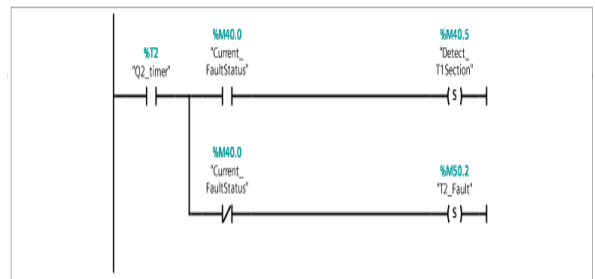 %T2
"Q2_timer"
%M40.0
"Current_
FaultStatus"
%M40.5
"Detect_
T1Section"
S
%M40.0
"Current_
FaultStatus"
%M50.2
"T2_Fault"
S